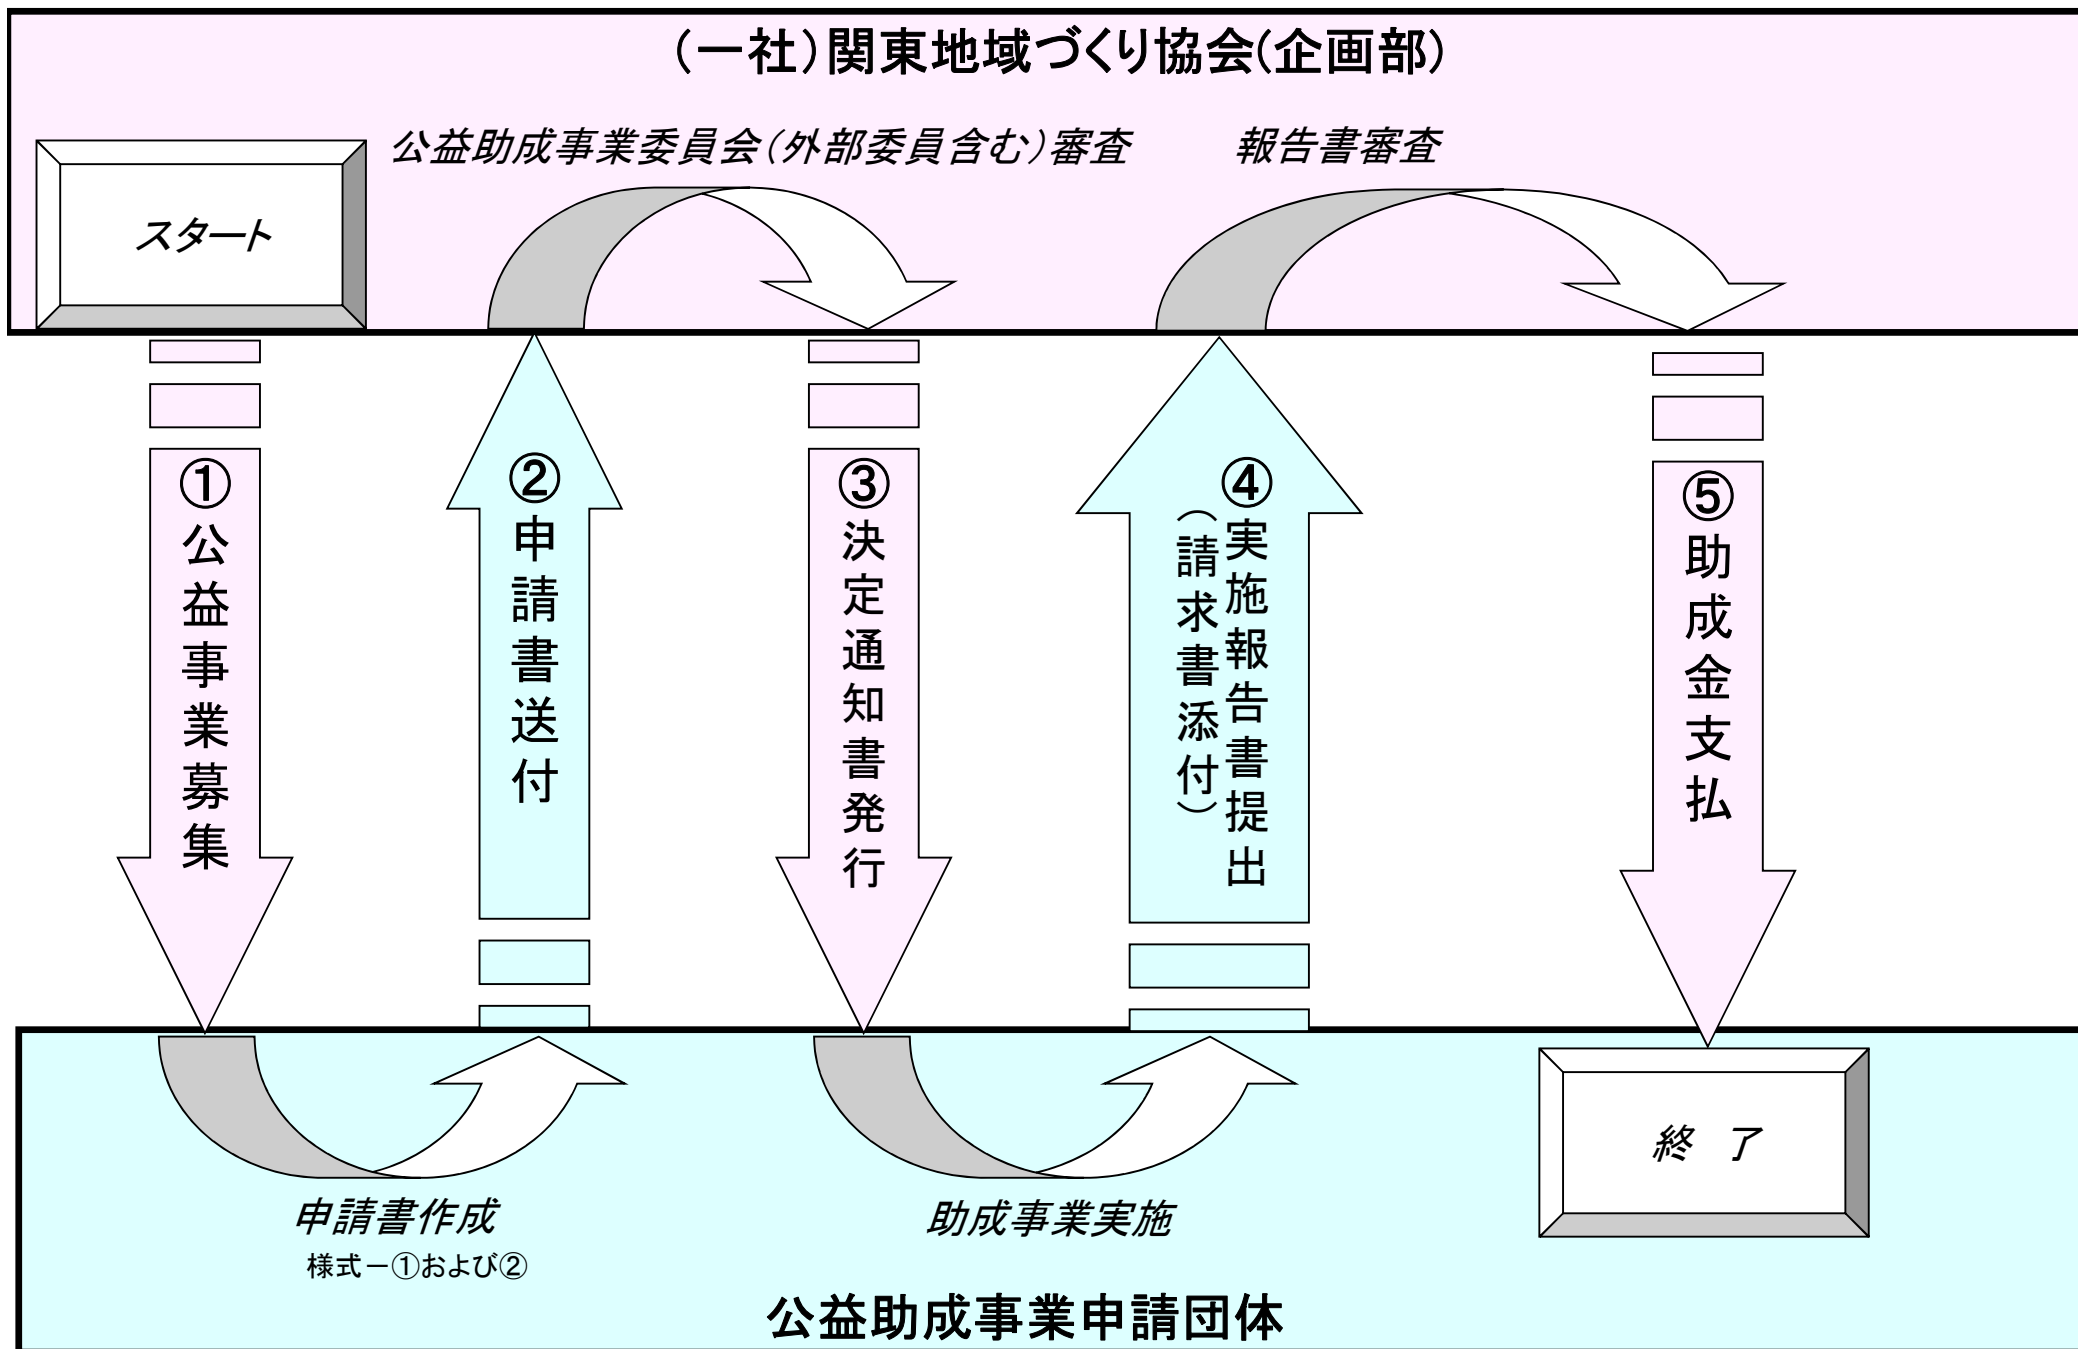 （一社）関東地域づくり協会(企画部)
公益助成事業委員会（外部委員含む）審査
報告書審査
スタート
①公益事業募集
②申請書送付
③決定通知書発行
④実施報告書提出
（請求書添付）
⑤助成金支払
終　了
申請書作成
様式－①および②
助成事業実施
公益助成事業申請団体